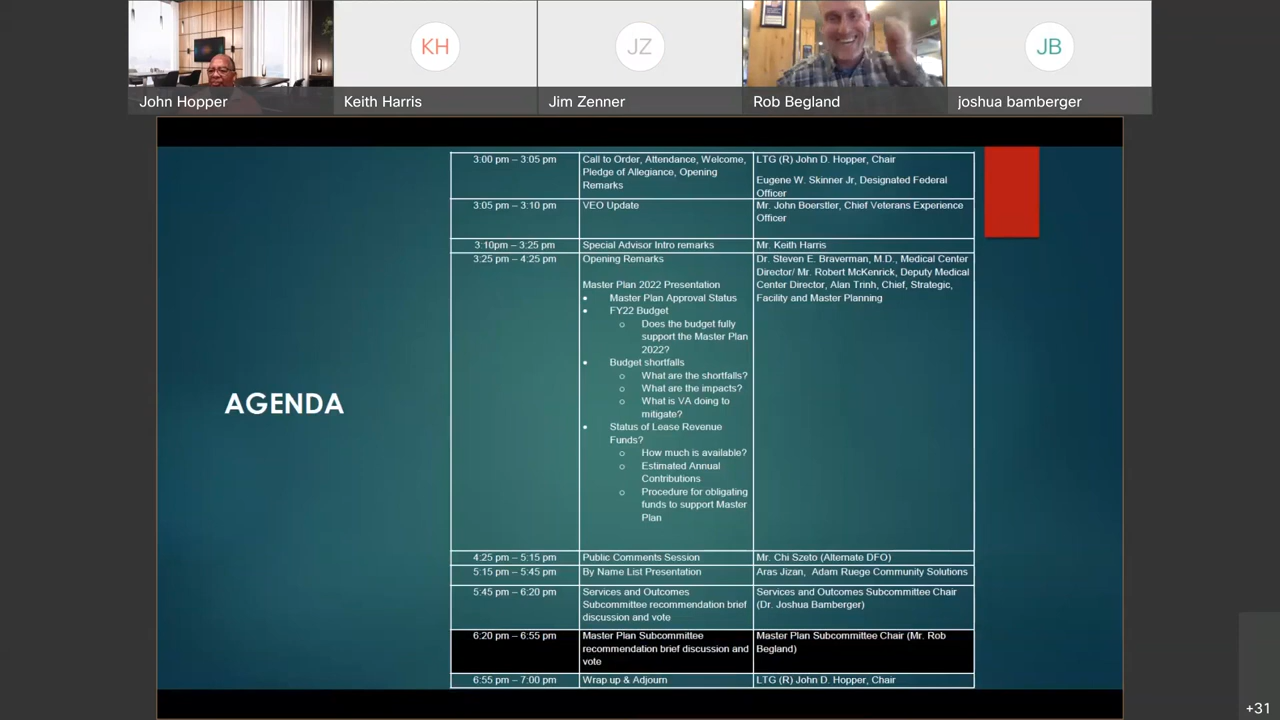 KH
JZ
JB
John Hopper
Keith Harris
Jim Zenner
Rob Begland
joshua bamberger
AGENDA
3:00 pm – 3:05 pm
Call to Order, Attendance, Welcome,
Pledge of Allegiance, Opening
Remarks
LTG (R) John D. Hopper, Chair
Eugene W. Skinner Jr, Designated Federal
Officer
3:05 pm – 3:10 pm
VEO Update
Mr. John Boerstler, Chief Veterans Experience
Officer
3:10pm – 3:25 pm
Special Advisor Intro remarks
Mr. Keith Harris
3:25 pm – 4:25 pm
Opening Remarks
Master Plan 2022 Presentation
• Master Plan Approval Status
• FY22 Budget
o Does the budget fully
support the Master Plan
2022?
• Budget shortfalls
o What are the shortfalls?
o What are the impacts?
o What is VA doing to
mitigate?
• Status of Lease Revenue
Funds?
o How much is available?
o Estimated Annual
Contributions
o Procedure for obligating
funds to support Master
Plan
Dr. Steven E. Braverman, M.D., Medical Center
Director/ Mr. Robert McKenrick, Deputy Medical
Center Director, Alan Trinh, Chief, Strategic,
Facility and Master Planning
4:25 pm – 5:15 pm
Public Comments Session
Mr. Chi Szeto (Alternate DFO)
5:15 pm – 5:45 pm
By Name List Presentation
Aras Jizan, Adam Ruege Community Solutions
5:45 pm – 6:20 pm
Services and Outcomes
Subcommittee recommendation brief
discussion and vote
Services and Outcomes Subcommittee Chair
(Dr. Joshua Bamberger)
6:20 pm – 6:55 pm
Master Plan Subcommittee
recommendation brief discussion and
vote
Master Plan Subcommittee Chair (Mr. Rob
Begland)
6:55 pm – 7:00 pm
Wrap up & Adjourn
LTG (R) John D. Hopper, Chair
+31